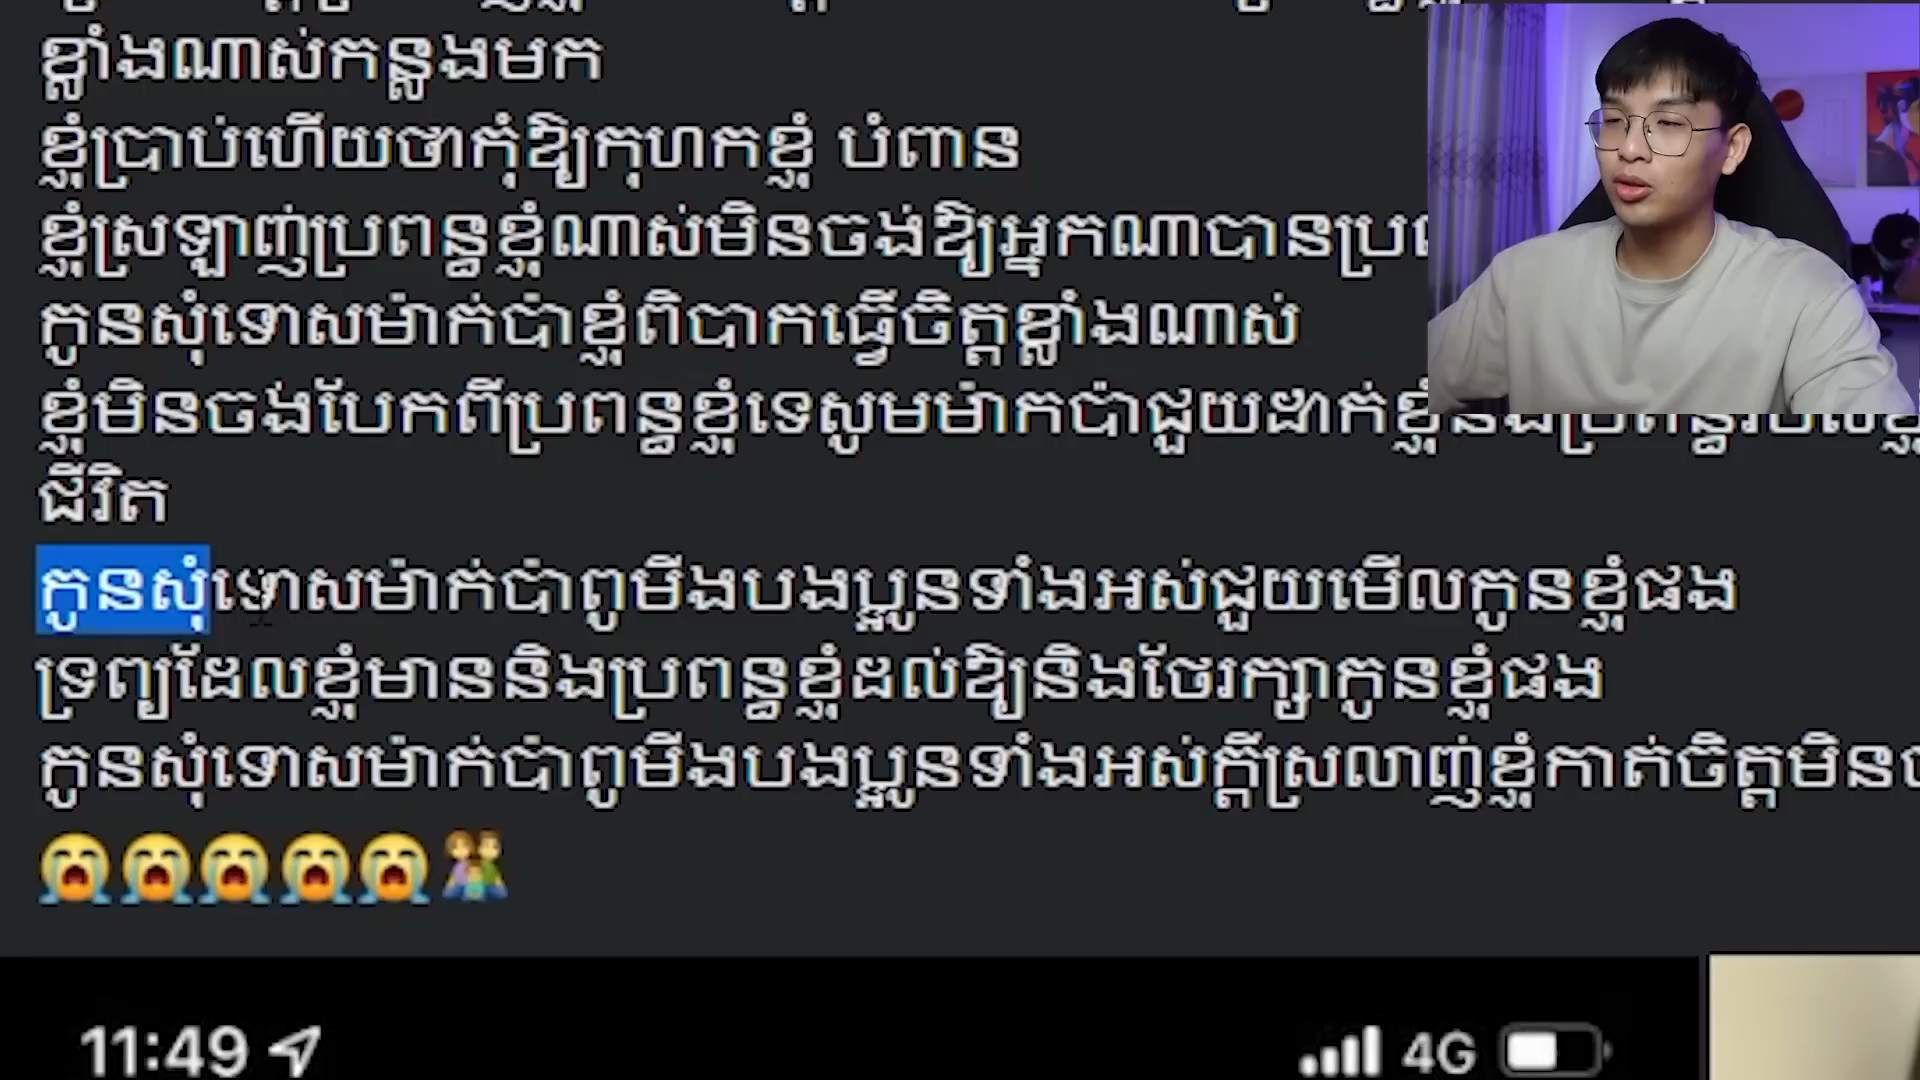 ខ្លាំងណាស់កន្លងមក
ខ្ញុំប្រាប់ហើយថាកុំឱ្យកុហកខ្ញុំ បំពាន
ខ្ញុំស្រឡាញ់ប្រពន្ធខ្ញុំណាស់មិនចង់ឱ្យអ្នកណាបាន
កូនសុំទោសម៉ាក់ប៉ាខ្ញុំពិបាកធ្វើចិត្តខ្លាំងណាស់
ខ្ញុំមិនចង់បែកពីប្រពន្ធខ្ញុំទេសូមម៉ាកប៉ាជួយដាក់ខ្ញុំនិងប្រពន្ធរបស់ខ្ញុំ
ជីវិត
កូនសុំទោសម៉ាក់ប៉ាពូមីងបងប្អូនទាំងអស់ជួយមើលកូនខ្ញុំផង
ទ្រព្យដែលខ្ញុំមាននិងប្រពន្ធខ្ញុំដល់ឱ្យនិងថែរក្សាកូនខ្ញុំផង
កូនសុំទោសម៉ាក់ប៉ាពូមីងបងប្អូនទាំងអស់ក្ដីស្រលាញ់ខ្ញុំកាត់ចិត្តមិន
11:49
4G